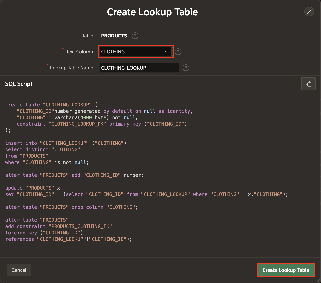 Create Lookup Table
PRODUCTS
CLOTHING
CLOTHING_LOOKUP
SQL Script
create table "CLOTHING_LOOKUP" (
"CLOTHING_ID" number generated by default on null as identity,
"CLOTHING" varchar2(4000 byte) not null,
constraint "CLOTHING_LOOKUP_PK" primary key ("CLOTHING_ID")
);
insert into "CLOTHING_LOOKUP" ("CLOTHING")
select distinct "CLOTHING"
from "PRODUCTS"
where "CLOTHING" is not null;
alter table "PRODUCTS" add "CLOTHING_ID" number;
update "PRODUCTS" x
set "CLOTHING_ID" = (select "CLOTHING_ID" from "CLOTHING_LOOKUP" where "CLOTHING" = x."CLOTHING");
alter table "PRODUCTS" drop column "CLOTHING";
alter table "PRODUCTS"
add constraint "PRODUCTS_CLOTHING_FK"
foreign key ("CLOTHING_ID")
references "CLOTHING_LOOKUP"("CLOTHING_ID");
Cancel
Create Lookup Table